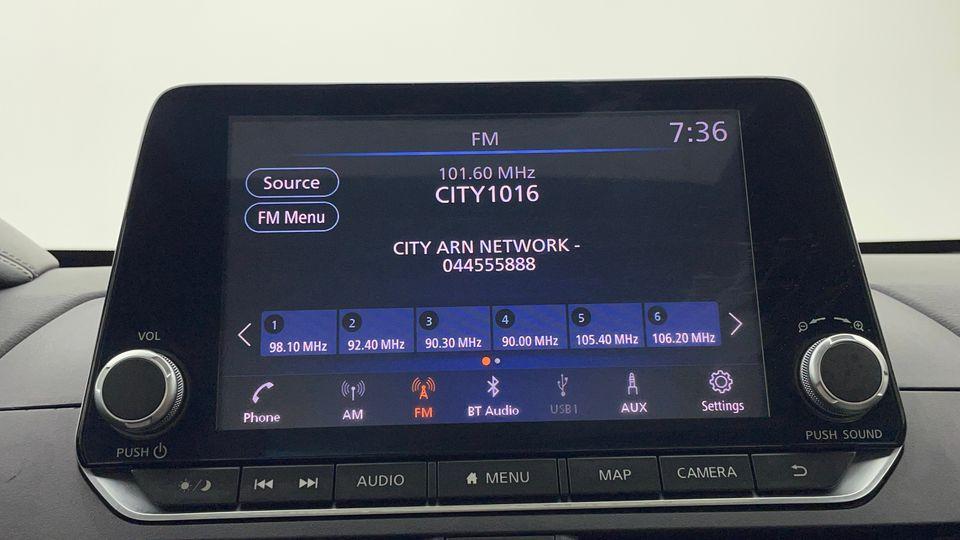 FM
7:36
Source
101.60 MHz
CITY1016
FM Menu
CITY ARN NETWORK -
044555888
1 2 3 4 5 6
98.10 MHz 92.40 MHz 90.30 MHz 90.00 MHz 105.40 MHz 106.20 MHz
Phone AM FM BT Audio USB1 AUX Settings
VOL
PUSH
PUSH SOUND
AUDIO MENU MAP CAMERA